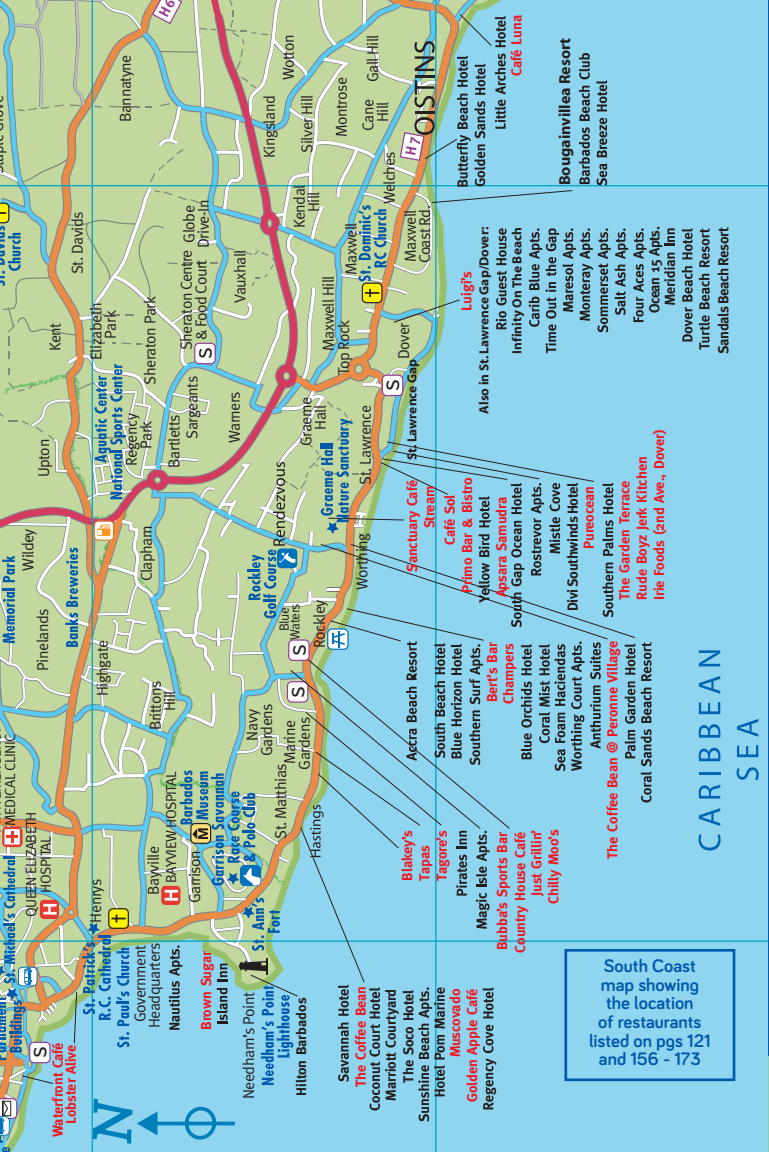 H6
Staple Grove
Bannatyne
Wotton
Gall Hill
Kingsland
Silver Hill
Montrose
Cane
Hill
OISTINS
H7
Welches
Little Arches Hotel
Café Luna
Butterfly Beach Hotel
Golden Sands Hotel
Bougainvillea Resort
Barbados Beach Club
Sea Breeze Hotel
St. Davids
Church
St. Davids
Globe
Drive-In
Kendal
Hill
Maxwell
St. Dominic's
RC Church
Maxwell
Coast Rd.
Kent
Elizabeth
Park
Sheraton Park
Sheraton Centre
& Food Court
S
Vauxhall
Maxwell Hill
Top Rock
Dover
Luigi's
Also in St. Lawrence Gap/Dover:
Rio Guest House
Infinity On The Beach
Carib Blue Apts.
Time Out in the Gap
Maresol Apts.
Monteray Apts.
Sommerset Apts.
Salt Ash Apts.
Four Aces Apts.
Ocean 15 Apts.
Meridian Inn
Dover Beach Hotel
Turtle Beach Resort
Sandals Beach Resort
Upton
Aquatic Center
National Sports Center
Regency
Park
Bartletts
Sargeants
Warners
Graeme
Hall
St. Lawrence
S
St. Lawrence Gap
Graeme Hall
Nature Sanctuary
Memorial Park
Wildey
Pinelands
Banks Breweries
Clapham
Rendezvous
Rockley
Golf Course
Worthing
Highgate
Blue
Waters
Rockley
S
Sanctuary Café
Stream
Café Sol
Primo Bar & Bistro
Yellow Bird Hotel
Apsara Samudra
South Gap Ocean Hotel
Rostrevor Apts.
Mistle Cove
Divi Southwinds Hotel
Pureocean
Southern Palms Hotel
The Garden Terrace
Rude Boyz Jerk Kitchen
Irie Foods (2nd Ave., Dover)
Accra Beach Resort
South Beach Hotel
Blue Horizon Hotel
Southern Surf Apts.
Bert's Bar
Champers
Blue Orchids Hotel
Coral Mist Hotel
Sea Foam Haciendas
Worthing Court Apts.
Anthurium Suites
The Coffee Bean @ Peronne Village
Palm Garden Hotel
Coral Sands Beach Resort
CARIBBEAN
SEA
MEDICAL CLINIC
QUEEN ELIZABETH
HOSPITAL
H
Brittons
Hill
Navy
Gardens
Marine
Gardens
S
Bayville
H
BAYVIEW HOSPITAL
M
Barbados
Museum
Garrison
Garrison Savannah
Race Course
& Polo Club
St. Matthias
Hastings
Blakey's
Tapas
Tagore's
Pirates Inn
Magic Isle Apts.
Bubba's Sports Bar
Country House Café
Just Grillin'
Chilly Moo's
Parliament
Buildings
St. Michael's Cathedral
Henrys
St. Patrick's
R.C. Cathedral
St. Paul's Church
Government
Headquarters
Nautilus Apts.
Brown Sugar
Island Inn
St. Ann's
Fort
Needham's Point
Needham's Point
Lighthouse
Hilton Barbados
S
Waterfront Café
Lobster Alive
N
Savannah Hotel
The Coffee Bean
Coconut Court Hotel
Marriott Courtyard
The Soco Hotel
Sunshine Beach Apts.
Hotel Pom Marine
Muscovado
Golden Apple Café
Regency Cove Hotel
South Coast
map showing
the location
of restaurants
listed on pgs 121
and 156 - 173